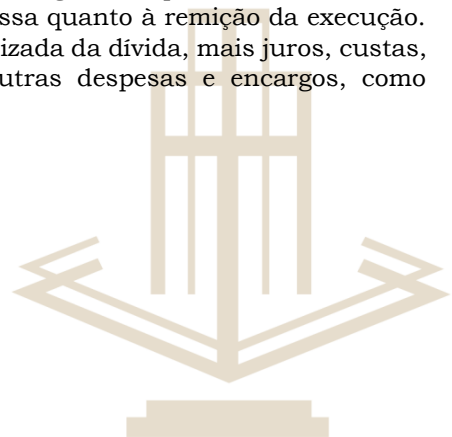 ssa quanto à remição da execução.
izada da dívida, mais juros, custas,
utras despesas e encargos, como